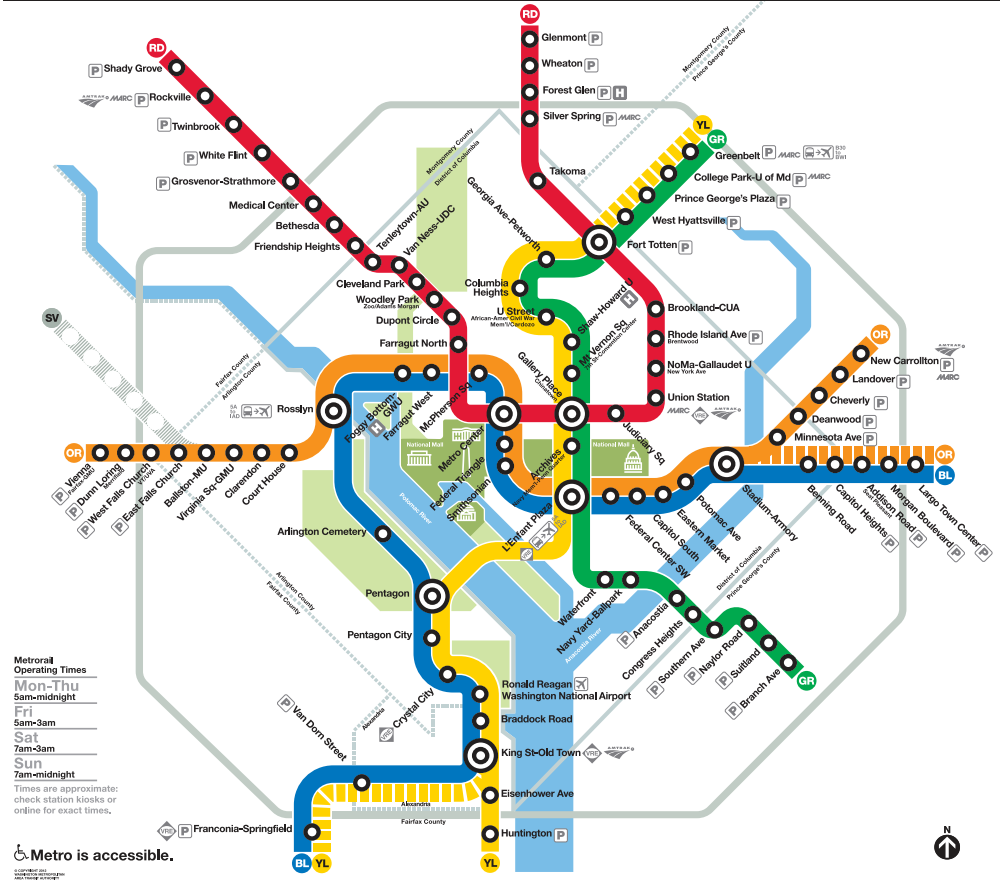 RD
Glenmont P
Wheaton P
Forest Glen P H
Silver Spring P MARC
Takoma
Montgomery County
Prince George's County
RD
P Shady Grove
AMTRAK MARC P Rockville
P Twinbrook
P White Flint
P Grosvenor-Strathmore
Medical Center
Bethesda
Friendship Heights
Tenleytown-AU
Van Ness-UDC
Cleveland Park
Woodley Park
Zoo/Adams Morgan
Dupont Circle
Farragut North
Montgomery County
District of Columbia
YL
GR
Greenbelt P MARC B30
to
BWI
College Park-U of Md P MARC
Prince George's Plaza P
West Hyattsville P
Fort Totten P
Georgia Ave-Petworth
Columbia
Heights
U Street
African-Amer Civil War
Mem'l/Cardozo
Shaw-Howard U
H
Mt Vernon Sq
7th St-Convention Center
Gallery Place
Chinatown
Brookland-CUA
Rhode Island Ave P
Brentwood
NoMa-Gallaudet U
New York Ave
Union Station
MARC VRE AMTRAK
Judiciary Sq
SV
Fairfax County
Arlington County
5A
to
IAD
Rosslyn
Foggy Bottom-
GWU
H
Farragut West
McPherson Sq
Metro Center
Federal Triangle
Smithsonian
Archives
Navy Mem'l-Penn Quarter
L'Enfant Plaza
VRE
5A
to
IAD
National Mall
National Mall
Potomac River
OR
New Carrollton P
AMTRAK
MARC
Landover P
Cheverly P
Deanwood P
Minnesota Ave P
OR
Vienna
Fairfax-GMU
P
Dunn Loring
Merrifield
P
West Falls Church
VT/UVA
P
East Falls Church
P
Ballston-MU
Virginia Sq-GMU
Clarendon
Court House
Federal Center SW
Capitol South
Eastern Market
Potomac Ave
Stadium-Armory
OR
BL
Benning Road
Capitol Heights P
Addison Road P
Seat Pleasant
Morgan Boulevard P
Largo Town Center P
District of Columbia
Prince George's County
Arlington Cemetery
Pentagon
Pentagon City
Arlington County
Fairfax County
Waterfront
Navy Yard-Ballpark
Anacostia River
P Anacostia
Congress Heights
P Southern Ave
P Naylor Road
P Suitland
P Branch Ave
GR
Ronald Reagan
Washington National Airport
Crystal City
VRE
Alexandria
Braddock Road
King St-Old Town VRE AMTRAK
P
Van Dorn Street
Alexandria
Fairfax County
Eisenhower Ave
VRE P Franconia-Springfield
Huntington P
BL
YL
YL
Metrorail
Operating Times
Mon-Thu
5am-midnight
Fri
5am-3am
Sat
7am-3am
Sun
7am-midnight
Times are approximate:
check station kiosks or
online for exact times.
Metro is accessible.
© COPYRIGHT 2012
WASHINGTON METROPOLITAN
AREA TRANSIT AUTHORITY
N